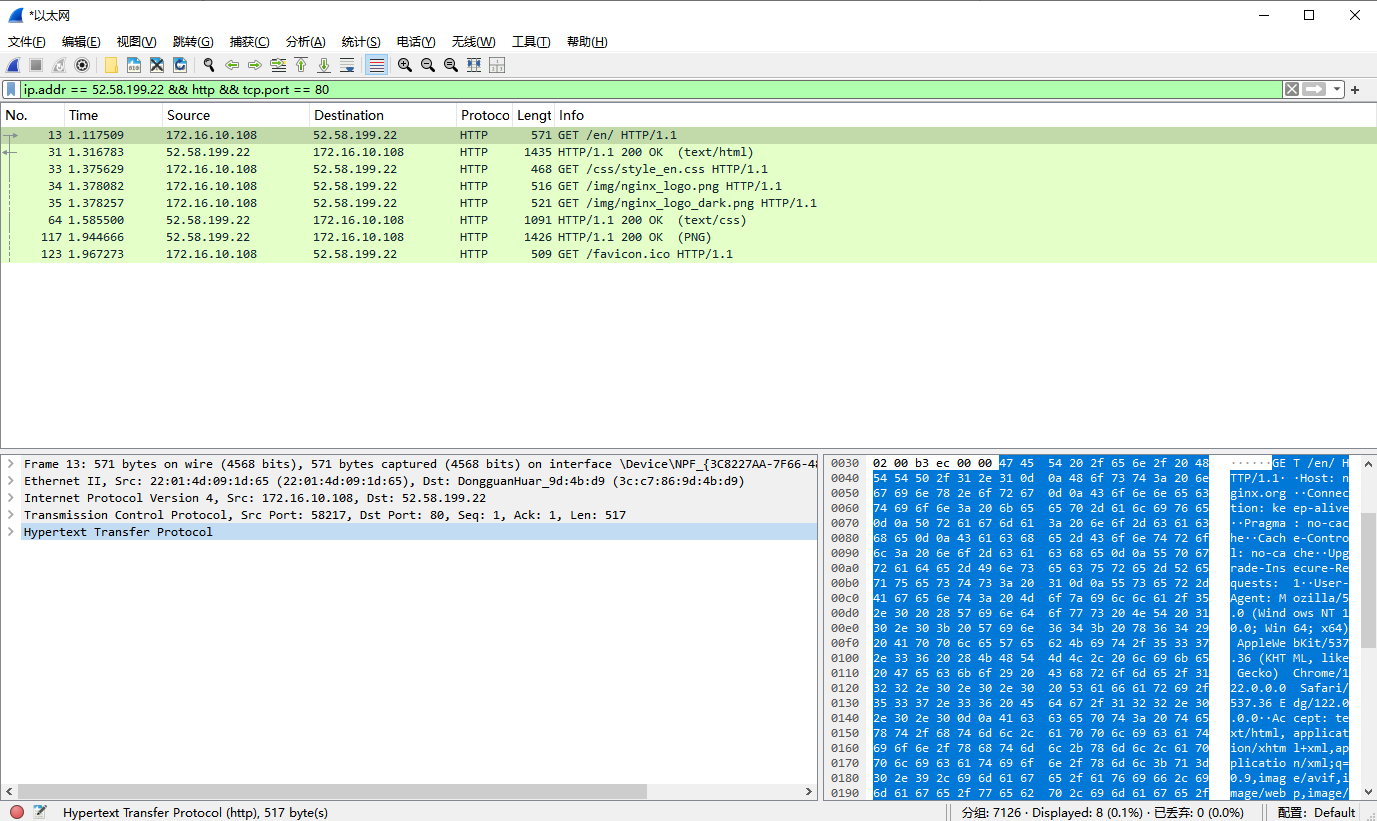 *以太网
文件(F) 编辑(E) 视图(V) 跳转(G) 捕获(C) 分析(A) 统计(S) 电话(Y) 无线(W) 工具(T) 帮助(H)
ip.addr == 52.58.199.22 && http && tcp.port == 80
No. Time Source Destination Protoco Lengt Info
13 1.117509 172.16.10.108 52.58.199.22 HTTP 571 GET /en/ HTTP/1.1
31 1.316783 52.58.199.22 172.16.10.108 HTTP 1435 HTTP/1.1 200 OK (text/html)
33 1.375629 172.16.10.108 52.58.199.22 HTTP 468 GET /css/style_en.css HTTP/1.1
34 1.378082 172.16.10.108 52.58.199.22 HTTP 516 GET /img/nginx_logo.png HTTP/1.1
35 1.378257 172.16.10.108 52.58.199.22 HTTP 521 GET /img/nginx_logo_dark.png HTTP/1.1
64 1.585500 52.58.199.22 172.16.10.108 HTTP 1091 HTTP/1.1 200 OK (text/css)
117 1.944666 52.58.199.22 172.16.10.108 HTTP 1426 HTTP/1.1 200 OK (PNG)
123 1.967273 172.16.10.108 52.58.199.22 HTTP 509 GET /favicon.ico HTTP/1.1
Frame 13: 571 bytes on wire (4568 bits), 571 bytes captured (4568 bits) on interface \Device\NPF_{3C8227AA-7F66-48
Ethernet II, Src: 22:01:4d:09:1d:65 (22:01:4d:09:1d:65), Dst: DongguanHuar_9d:4b:d9 (3c:c7:86:9d:4b:d9)
Internet Protocol Version 4, Src: 172.16.10.108, Dst: 52.58.199.22
Transmission Control Protocol, Src Port: 58217, Dst Port: 80, Seq: 1, Ack: 1, Len: 517
Hypertext Transfer Protocol
0030 02 00 b3 ec 00 00 47 45 54 20 2f 65 6e 2f 20 48 ······GE T /en/ H
0040 54 54 50 2f 31 2e 31 0d 0a 48 6f 73 74 3a 20 6e TTP/1.1· ·Host: n
0050 67 69 6e 78 2e 6f 72 67 0d 0a 43 6f 6e 6e 65 63 ginx.org ··Connec
0060 74 69 6f 6e 3a 20 6b 65 65 70 2d 61 6c 69 76 65 tion: ke ep-alive
0070 0d 0a 50 72 61 67 6d 61 3a 20 6e 6f 2d 63 61 63 ··Pragma : no-cac
0080 68 65 0d 0a 43 61 63 68 65 2d 43 6f 6e 74 72 6f he··Cach e-Contro
0090 6c 3a 20 6e 6f 2d 63 61 63 68 65 0d 0a 55 70 67 l: no-ca che··Upg
00a0 72 61 64 65 2d 49 6e 73 65 63 75 72 65 2d 52 65 rade-Ins ecure-Re
00b0 71 75 65 73 74 73 3a 20 31 0d 0a 55 73 65 72 2d quests: 1··User-
00c0 41 67 65 6e 74 3a 20 4d 6f 7a 69 6c 6c 61 2f 35 Agent: M ozilla/5
00d0 2e 30 20 28 57 69 6e 64 6f 77 73 20 4e 54 20 31 .0 (Wind ows NT 1
00e0 30 2e 30 3b 20 57 69 6e 36 34 3b 20 78 36 34 29 0.0; Win 64; x64)
00f0 20 41 70 70 6c 65 57 65 62 4b 69 74 2f 35 33 37 AppleWe bKit/537
0100 2e 33 36 20 28 4b 48 54 4d 4c 2c 20 6c 69 6b 65 .36 (KHT ML, like
0110 20 47 65 63 6b 6f 29 20 43 68 72 6f 6d 65 2f 31 Gecko) Chrome/1
0120 32 32 2e 30 2e 30 2e 30 20 53 61 66 61 72 69 2f 22.0.0.0 Safari/
0130 35 33 37 2e 33 36 20 45 64 67 2f 31 32 32 2e 30 537.36 E dg/122.0
0140 2e 30 2e 30 0d 0a 41 63 63 65 70 74 3a 20 74 65 .0.0··Ac cept: te
0150 78 74 2f 68 74 6d 6c 2c 61 70 70 6c 69 63 61 74 xt/html, applicat
0160 69 6f 6e 2f 78 68 74 6d 6c 2b 78 6d 6c 2c 61 70 ion/xhtm l+xml,ap
0170 70 6c 69 63 61 74 69 6f 6e 2f 78 6d 6c 3b 71 3d plicatio n/xml;q=
0180 30 2e 39 2c 69 6d 61 67 65 2f 61 76 69 66 2c 69 0.9,imag e/avif,i
0190 6d 61 67 65 2f 77 65 62 70 2c 69 6d 61 67 65 2f mage/web p,image/
Hypertext Transfer Protocol (http), 517 byte(s) 分组: 7126 · Displayed: 8 (0.1%) · 已丢弃: 0 (0.0%) 配置: Default